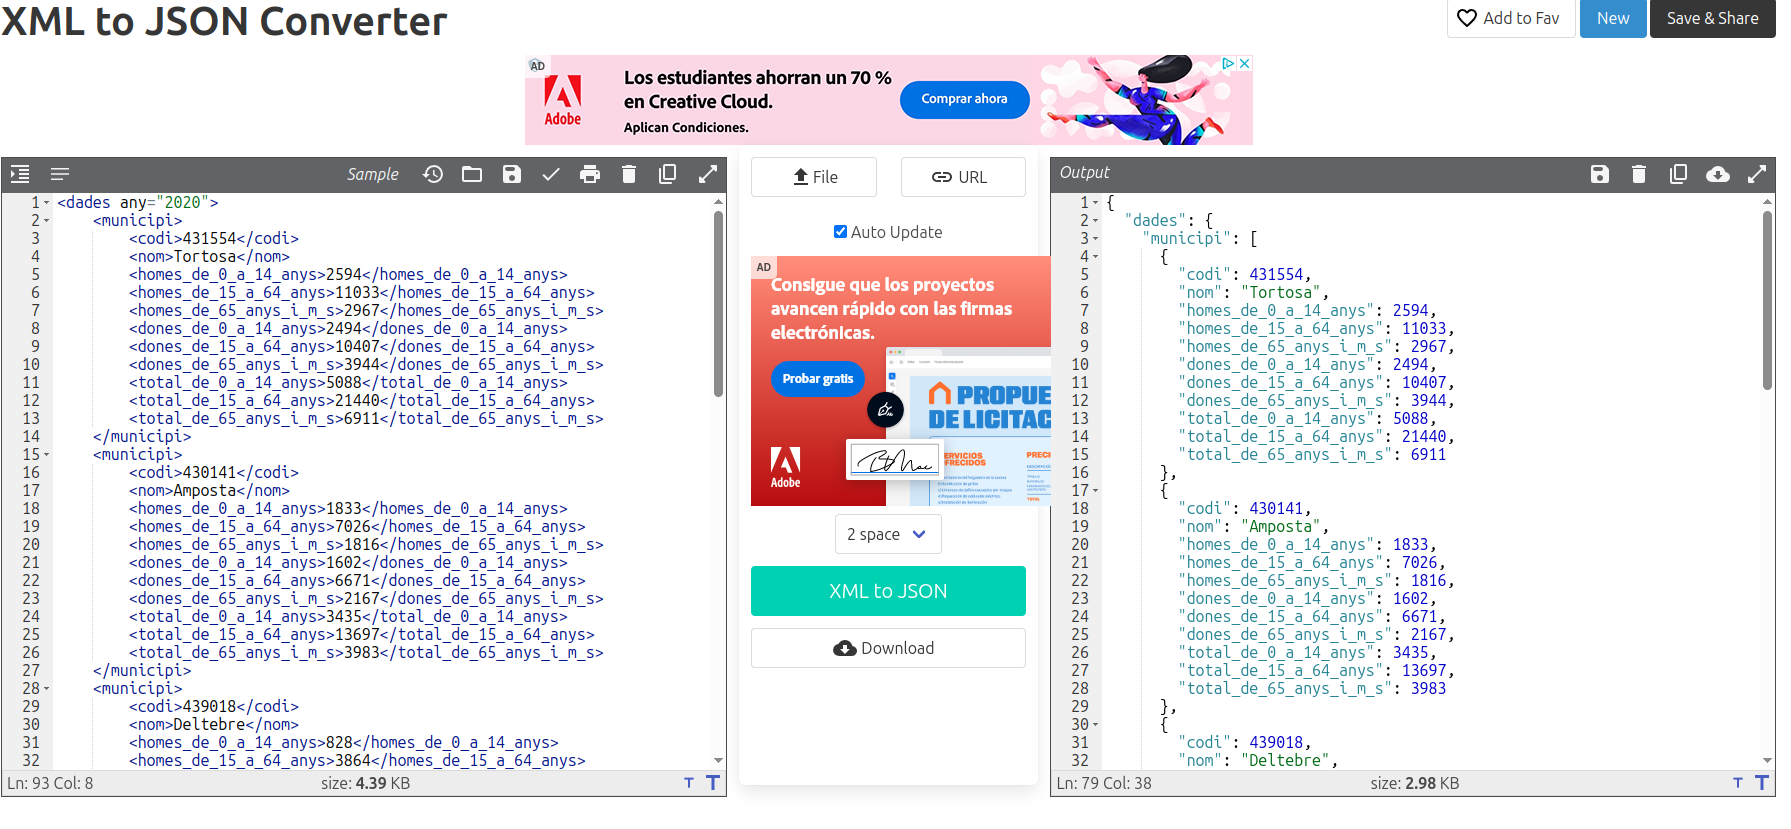 XML to JSON Converter
Add to Fav
New
Save & Share
AD
Adobe
Los estudiantes ahorran un 70 %
en Creative Cloud.
Aplican Condiciones.
Comprar ahora
Sample
1 <dades any="2020">
2 <municipi>
3 <codi>431554</codi>
4 <nom>Tortosa</nom>
5 <homes_de_0_a_14_anys>2594</homes_de_0_a_14_anys>
6 <homes_de_15_a_64_anys>11033</homes_de_15_a_64_anys>
7 <homes_de_65_anys_i_m_s>2967</homes_de_65_anys_i_m_s>
8 <dones_de_0_a_14_anys>2494</dones_de_0_a_14_anys>
9 <dones_de_15_a_64_anys>10407</dones_de_15_a_64_anys>
10 <dones_de_65_anys_i_m_s>3944</dones_de_65_anys_i_m_s>
11 <total_de_0_a_14_anys>5088</total_de_0_a_14_anys>
12 <total_de_15_a_64_anys>21440</total_de_15_a_64_anys>
13 <total_de_65_anys_i_m_s>6911</total_de_65_anys_i_m_s>
14 </municipi>
15 <municipi>
16 <codi>430141</codi>
17 <nom>Amposta</nom>
18 <homes_de_0_a_14_anys>1833</homes_de_0_a_14_anys>
19 <homes_de_15_a_64_anys>7026</homes_de_15_a_64_anys>
20 <homes_de_65_anys_i_m_s>1816</homes_de_65_anys_i_m_s>
21 <dones_de_0_a_14_anys>1602</dones_de_0_a_14_anys>
22 <dones_de_15_a_64_anys>6671</dones_de_15_a_64_anys>
23 <dones_de_65_anys_i_m_s>2167</dones_de_65_anys_i_m_s>
24 <total_de_0_a_14_anys>3435</total_de_0_a_14_anys>
25 <total_de_15_a_64_anys>13697</total_de_15_a_64_anys>
26 <total_de_65_anys_i_m_s>3983</total_de_65_anys_i_m_s>
27 </municipi>
28 <municipi>
29 <codi>439018</codi>
30 <nom>Deltebre</nom>
31 <homes_de_0_a_14_anys>828</homes_de_0_a_14_anys>
32 <homes_de_15_a_64_anys>3864</homes_de_15_a_64_anys>
Ln: 93 Col: 8
size: 4.39 KB
T T
File
URL
Auto Update
AD
Consigue que los proyectos
avancen rápido con las firmas
electrónicas.
Probar gratis
PROPUE
DE LICITAC
Adobe
2 space
XML to JSON
Download
Output
1 {
2 "dades": {
3 "municipi": [
4 {
5 "codi": 431554,
6 "nom": "Tortosa",
7 "homes_de_0_a_14_anys": 2594,
8 "homes_de_15_a_64_anys": 11033,
9 "homes_de_65_anys_i_m_s": 2967,
10 "dones_de_0_a_14_anys": 2494,
11 "dones_de_15_a_64_anys": 10407,
12 "dones_de_65_anys_i_m_s": 3944,
13 "total_de_0_a_14_anys": 5088,
14 "total_de_15_a_64_anys": 21440,
15 "total_de_65_anys_i_m_s": 6911
16 },
17 {
18 "codi": 430141,
19 "nom": "Amposta",
20 "homes_de_0_a_14_anys": 1833,
21 "homes_de_15_a_64_anys": 7026,
22 "homes_de_65_anys_i_m_s": 1816,
23 "dones_de_0_a_14_anys": 1602,
24 "dones_de_15_a_64_anys": 6671,
25 "dones_de_65_anys_i_m_s": 2167,
26 "total_de_0_a_14_anys": 3435,
27 "total_de_15_a_64_anys": 13697,
28 "total_de_65_anys_i_m_s": 3983
29 },
30 {
31 "codi": 439018,
32 "nom": "Deltebre",
Ln: 79 Col: 38
size: 2.98 KB
T T